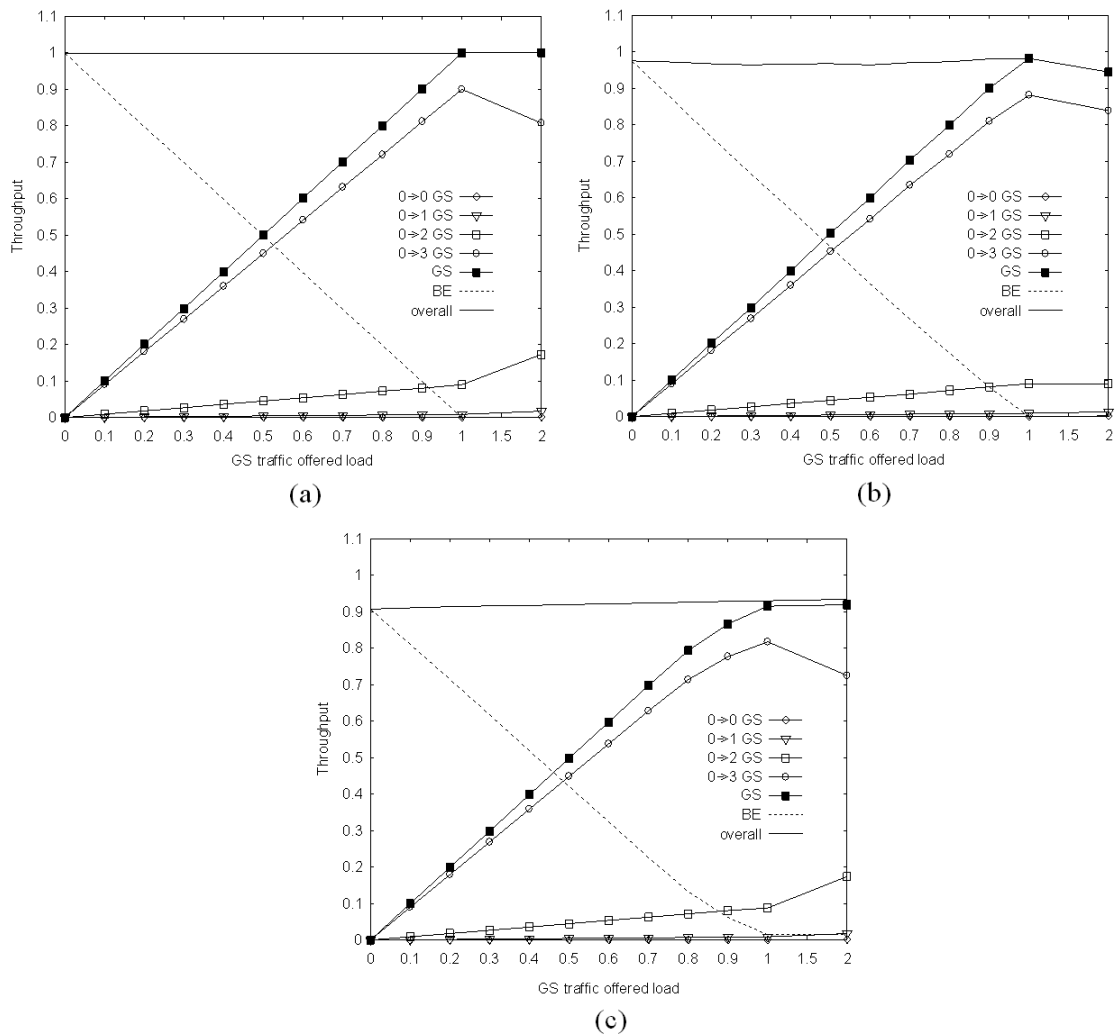 1.1
1
0.9
0.8
0.7
0.6
0.5
0.4
0.3
0.2
0.1
0
Throughput
0→0 GS
0→1 GS
0→2 GS
0→3 GS
GS
BE
overall
0 0.1 0.2 0.3 0.4 0.5 0.6 0.7 0.8 0.9 1 1.5 2
GS traffic offered load
(a)
1.1
1
0.9
0.8
0.7
0.6
0.5
0.4
0.3
0.2
0.1
0
Throughput
0→0 GS
0→1 GS
0→2 GS
0→3 GS
GS
BE
overall
0 0.1 0.2 0.3 0.4 0.5 0.6 0.7 0.8 0.9 1 1.5 2
GS traffic offered load
(b)
1.1
1
0.9
0.8
0.7
0.6
0.5
0.4
0.3
0.2
0.1
0
Throughput
0→0 GS
0→1 GS
0→2 GS
0→3 GS
GS
BE
overall
0 0.1 0.2 0.3 0.4 0.5 0.6 0.7 0.8 0.9 1 1.5 2
GS traffic offered load
(c)